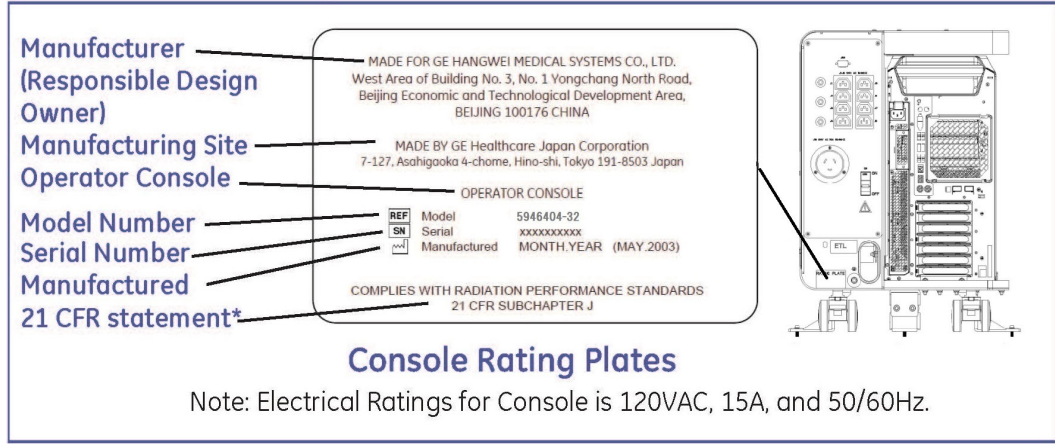 Manufacturer
(Responsible Design
Owner)
Manufacturing Site
Operator Console
Model Number
Serial Number
Manufactured
21 CFR statement*
MADE FOR GE HANGWEI MEDICAL SYSTEMS CO., LTD.
West Area of Building No. 3, No. 1 Yongchang North Road,
Beijing Economic and Technological Development Area,
BEIJING 100176 CHINA
MADE BY GE Healthcare Japan Corporation
7-127, Asahigaoka 4-chome, Hino-shi, Tokyo 191-8503 Japan
OPERATOR CONSOLE
REF Model 5946404-32
SN Serial xxxxxxxxxx
Manufactured MONTH.YEAR (MAY.2003)
COMPLIES WITH RADIATION PERFORMANCE STANDARDS
21 CFR SUBCHAPTER J
ON
OFF
ETL
Console Rating Plates
Note: Electrical Ratings for Console is 120VAC, 15A, and 50/60Hz.